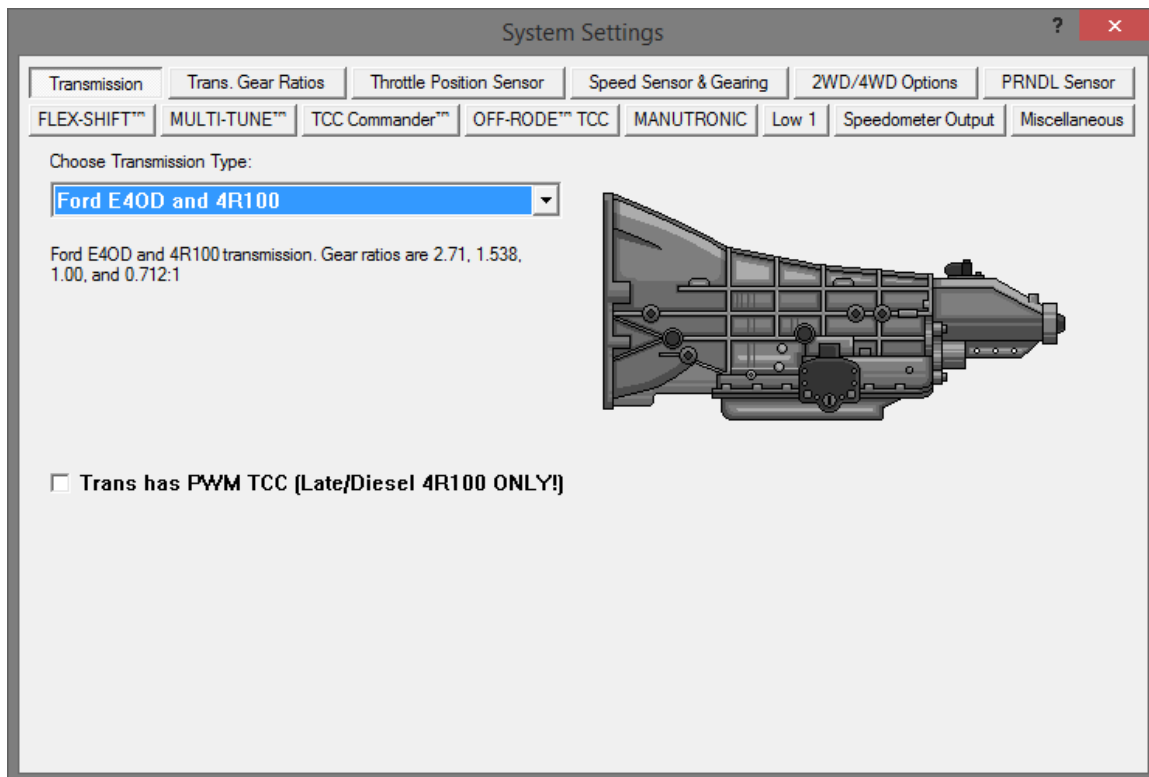 System Settings
?
Transmission
Trans. Gear Ratios
Throttle Position Sensor
Speed Sensor & Gearing
2WD/4WD Options
PRNDL Sensor
FLEX-SHIFT™
MULTI-TUNE™
TCC Commander™
OFF-RODE™ TCC
MANUTRONIC
Low 1
Speedometer Output
Miscellaneous
Choose Transmission Type:
Ford E4OD and 4R100
Ford E4OD and 4R100 transmission. Gear ratios are 2.71, 1.538,
1.00, and 0.712:1
Trans has PWM TCC (Late/Diesel 4R100 ONLY!)